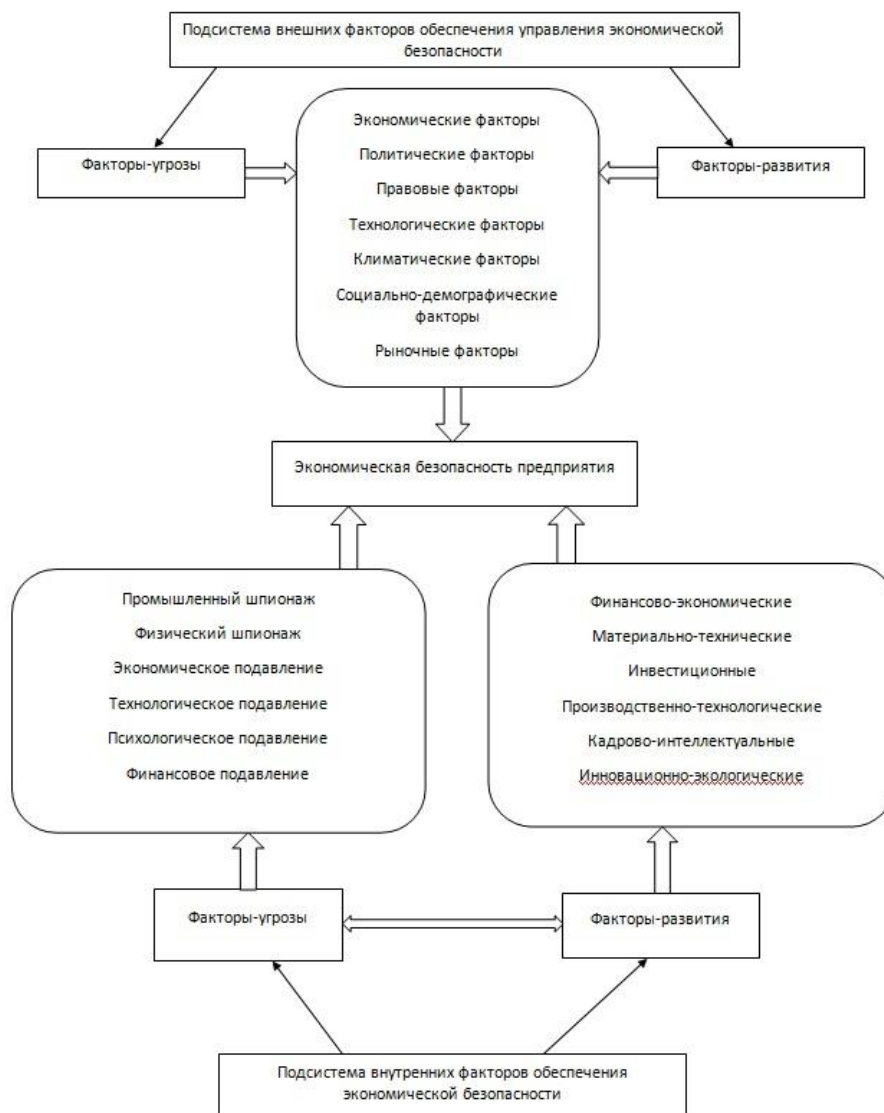 Подсистема внешних факторов обеспечения управления экономической
безопасности
Факторы-угрозы
Экономические факторы
Политические факторы
Правовые факторы
Технологические факторы
Климатические факторы
Социально-демографические
факторы
Рыночные факторы
Факторы-развития
Экономическая безопасность предприятия
Промышленный шпионаж
Физический шпионаж
Экономическое подавление
Технологическое подавление
Психологическое подавление
Финансовое подавление
Финансово-экономические
Материально-технические
Инвестиционные
Производственно-технологические
Кадрово-интеллектуальные
Инновационно-экологические
Факторы-угрозы
Факторы-развития
Подсистема внутренних факторов обеспечения
экономической безопасности